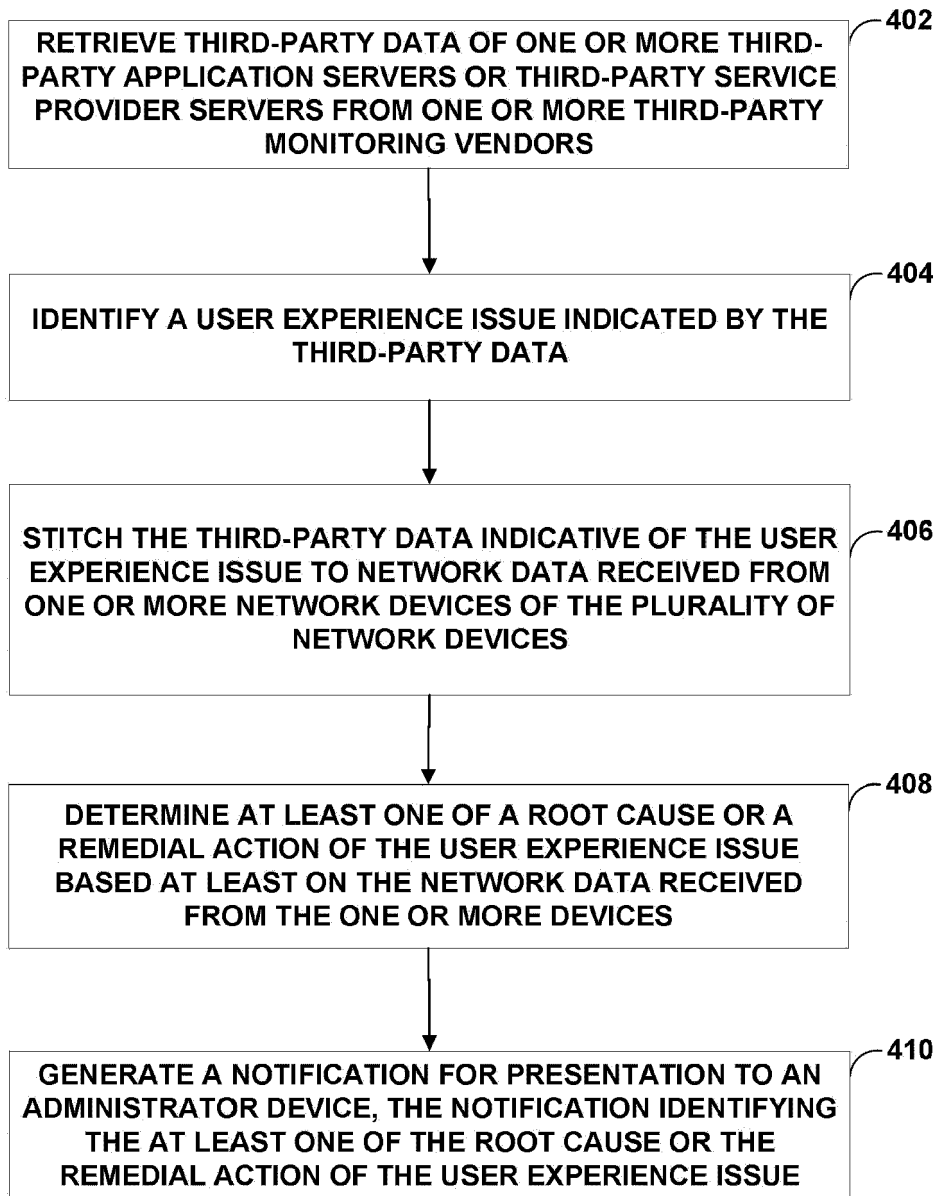 402
RETRIEVE THIRD-PARTY DATA OF ONE OR MORE THIRD-
PARTY APPLICATION SERVERS OR THIRD-PARTY SERVICE
PROVIDER SERVERS FROM ONE OR MORE THIRD-PARTY
MONITORING VENDORS
404
IDENTIFY A USER EXPERIENCE ISSUE INDICATED BY THE
THIRD-PARTY DATA
406
STITCH THE THIRD-PARTY DATA INDICATIVE OF THE USER
EXPERIENCE ISSUE TO NETWORK DATA RECEIVED FROM
ONE OR MORE NETWORK DEVICES OF THE PLURALITY OF
NETWORK DEVICES
408
DETERMINE AT LEAST ONE OF A ROOT CAUSE OR A
REMEDIAL ACTION OF THE USER EXPERIENCE ISSUE
BASED AT LEAST ON THE NETWORK DATA RECEIVED
FROM THE ONE OR MORE DEVICES
410
GENERATE A NOTIFICATION FOR PRESENTATION TO AN
ADMINISTRATOR DEVICE, THE NOTIFICATION IDENTIFYING
THE AT LEAST ONE OF THE ROOT CAUSE OR THE
REMEDIAL ACTION OF THE USER EXPERIENCE ISSUE